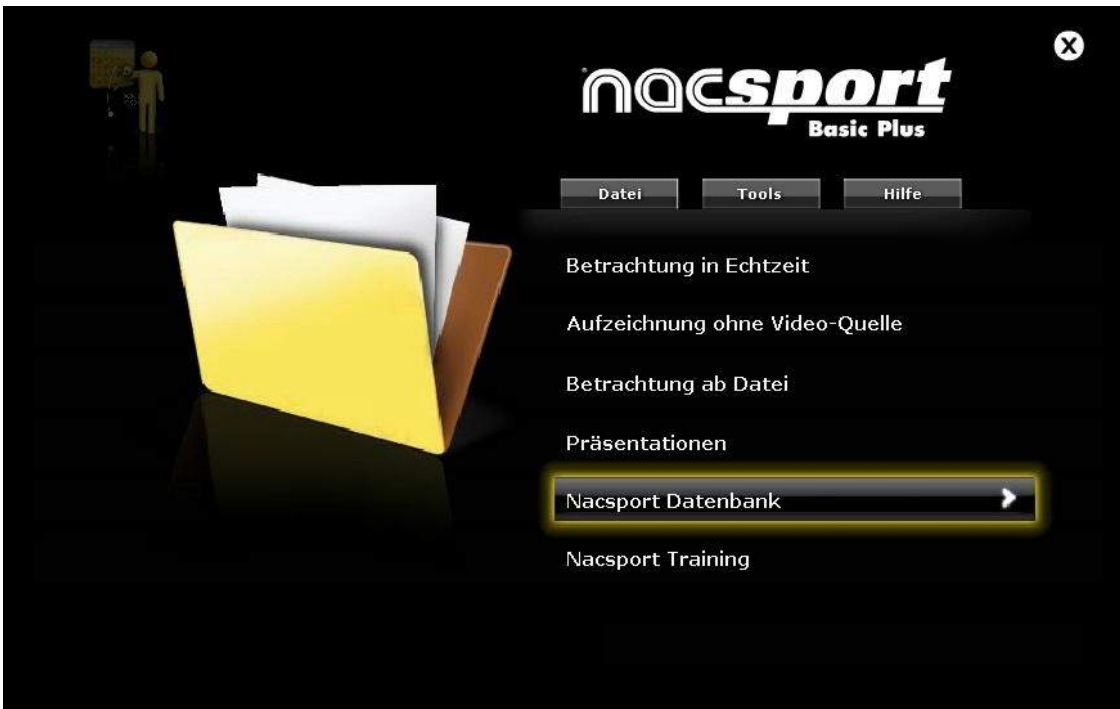 nacsport
Basic Plus
Datei Tools Hilfe
Betrachtung in Echtzeit
Aufzeichnung ohne Video-Quelle
Betrachtung ab Datei
Präsentationen
Nacsport Datenbank
Nacsport Training